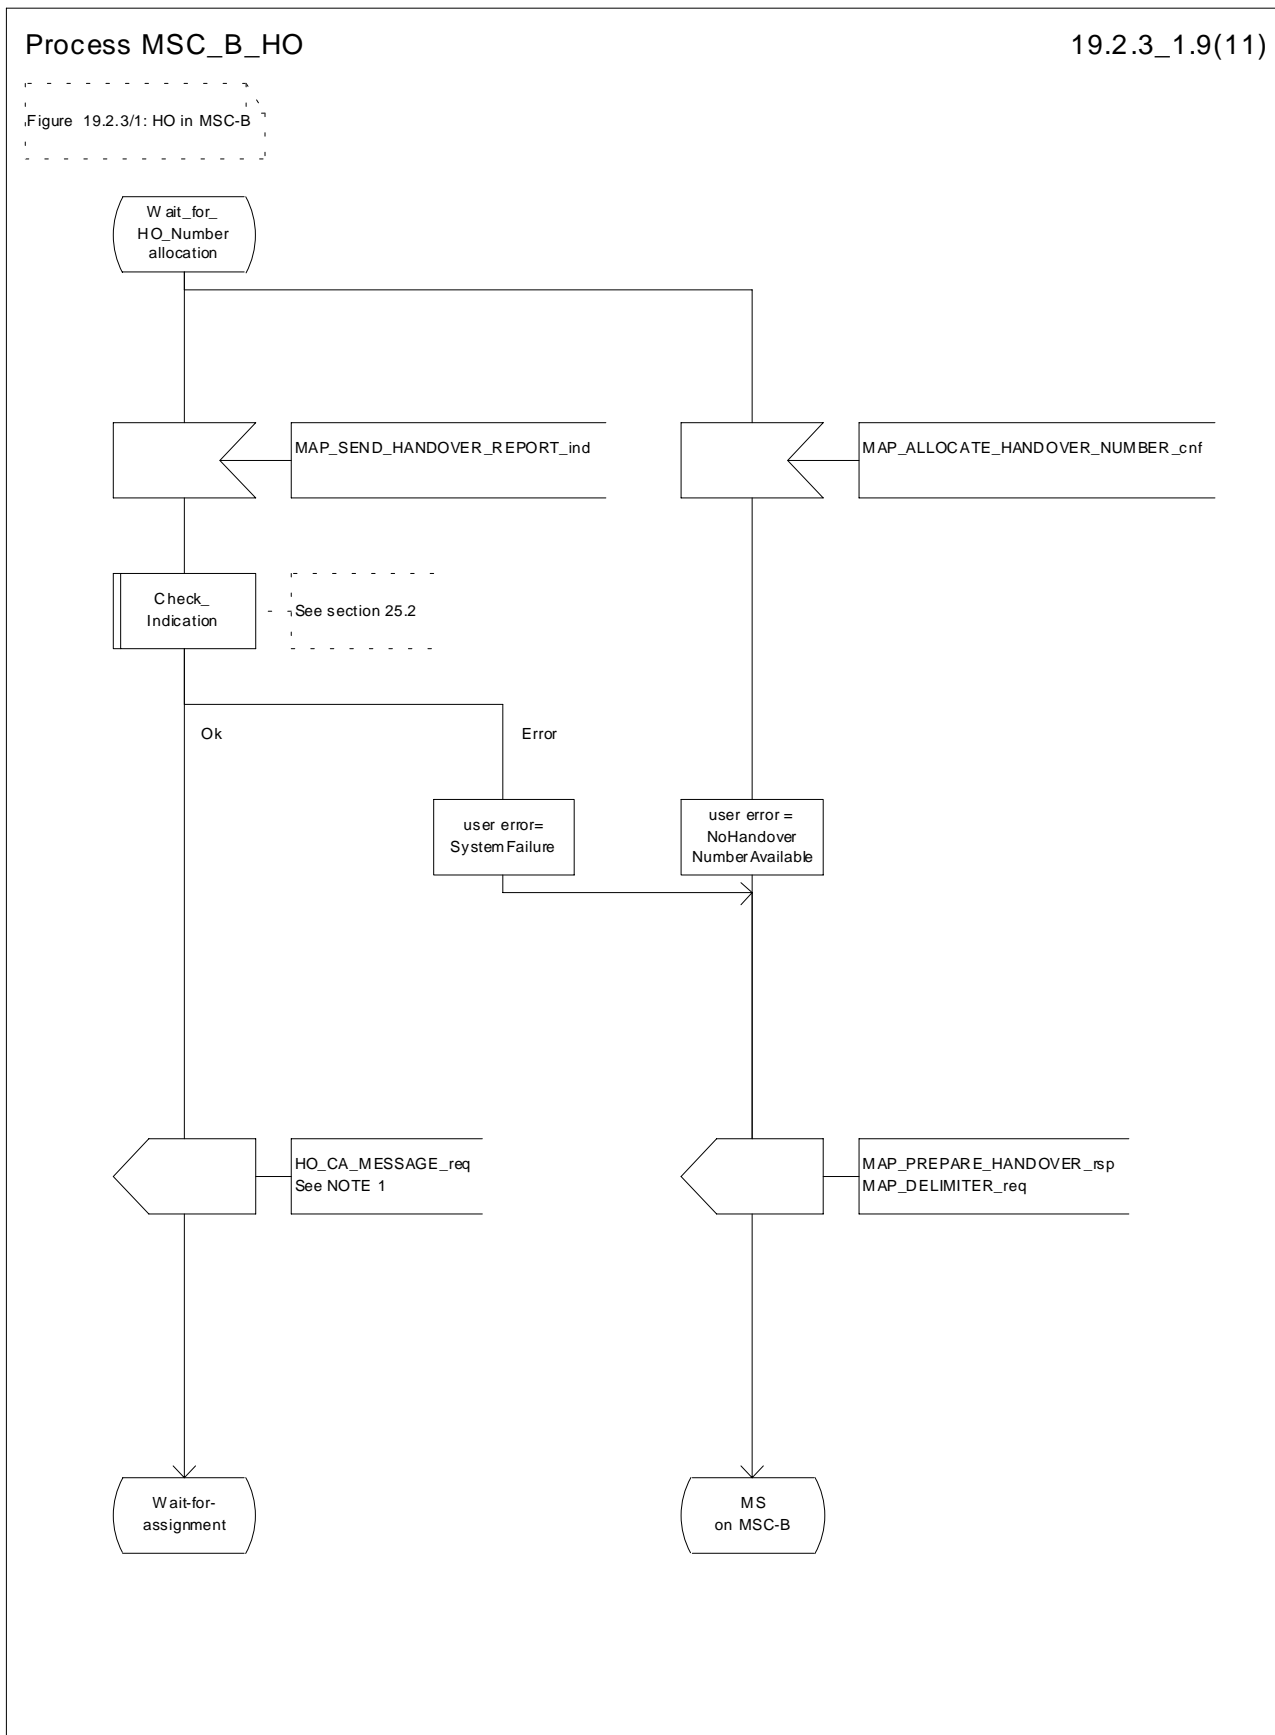 Process MSC_B_HO
19.2.3_1.9(11)
Figure 19.2.3/1: HO in MSC-B
Wait_for_
HO_Number
allocation
MAP_SEND_HANDOVER_REPORT_ind
MAP_ALLOCATE_HANDOVER_NUMBER_cnf
Check_
Indication
See section 25.2
Ok
Error
user error=
SystemFailure
user error =
NoHandover
NumberAvailable
HO_CA_MESSAGE_req
See NOTE 1
MAP_PREPARE_HANDOVER_rsp
MAP_DELIMITER_req
Wait-for-
assignment
MS
on MSC-B